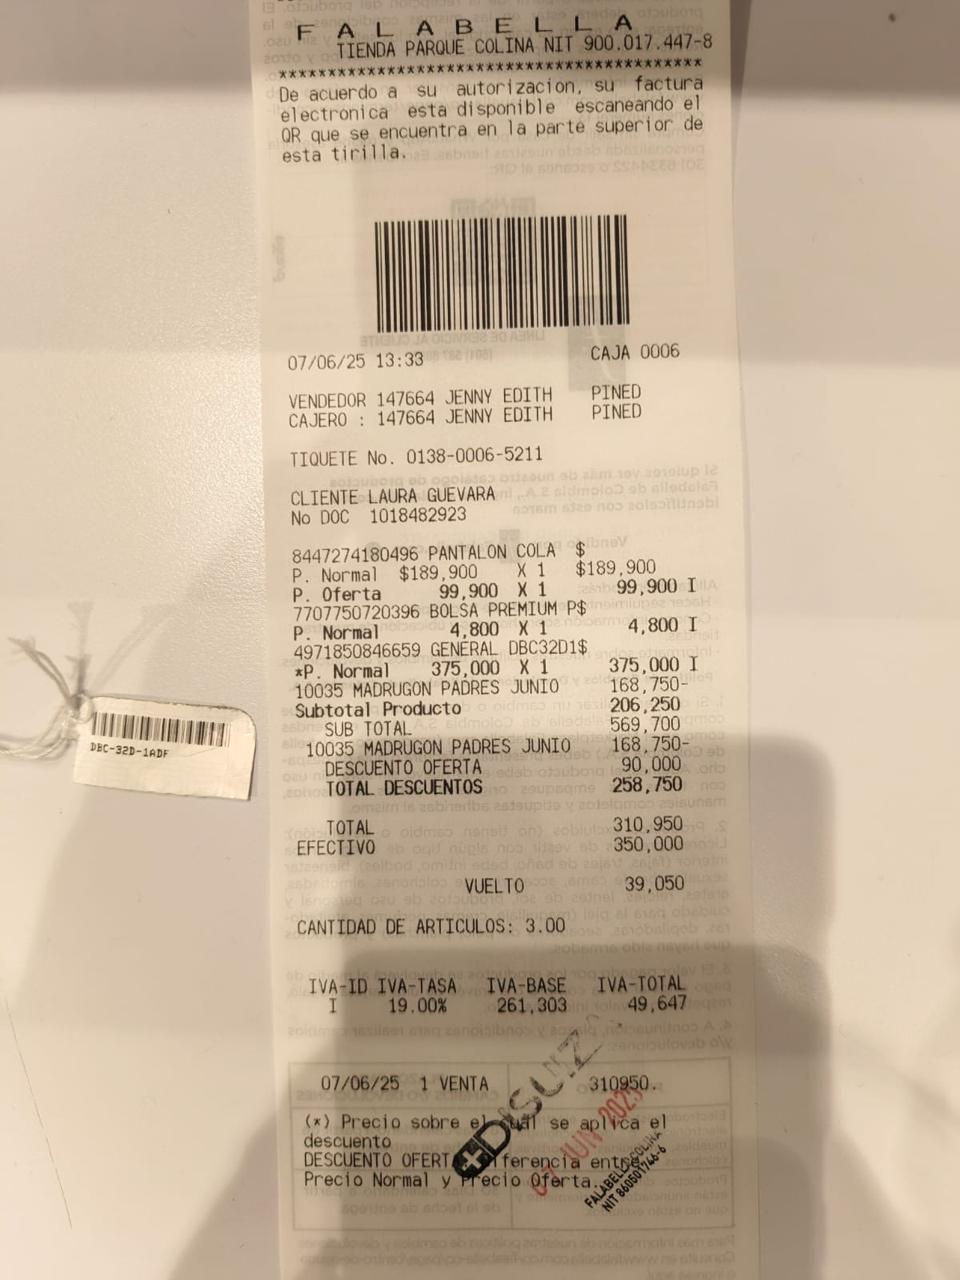 F A L A B E L L A
TIENDA PARQUE COLINA NIT 900.017.447-8
******************************************
De acuerdo a su autorizacion, su factura
electronica esta disponible escaneando el
QR que se encuentra en la parte superior de
esta tirilla.
07/06/25 13:33 CAJA 0006
VENDEDOR 147664 JENNY EDITH PINED
CAJERO : 147664 JENNY EDITH PINED
TIQUETE No. 0138-0006-5211
CLIENTE LAURA GUEVARA
No DOC 1018482923
8447274180496 PANTALON COLA $
P. Normal $189,900 X 1 $189,900
P. Oferta 99,900 X 1 99,900 I
7707750720396 BOLSA PREMIUM P$
P. Normal 4,800 X 1 4,800 I
4971850846659 GENERAL DBC32D1$
*P. Normal 375,000 X 1 375,000 I
10035 MADRUGON PADRES JUNIO 168,750-
Subtotal Producto 206,250
SUB TOTAL 569,700
10035 MADRUGON PADRES JUNIO 168,750-
DESCUENTO OFERTA 90,000
TOTAL DESCUENTOS 258,750
TOTAL 310,950
EFECTIVO 350,000
VUELTO 39,050
CANTIDAD DE ARTICULOS: 3.00
IVA-ID IVA-TASA IVA-BASE IVA-TOTAL
I 19.00% 261,303 49,647
07/06/25 1 VENTA 310950.
(*) Precio sobre el cual se aplica el
descuento
DESCUENTO OFERT ferencia entre
Precio Normal y Precio Oferta.
JUN 2025
FALABELLA COLINA
DBC-32D-1ADF